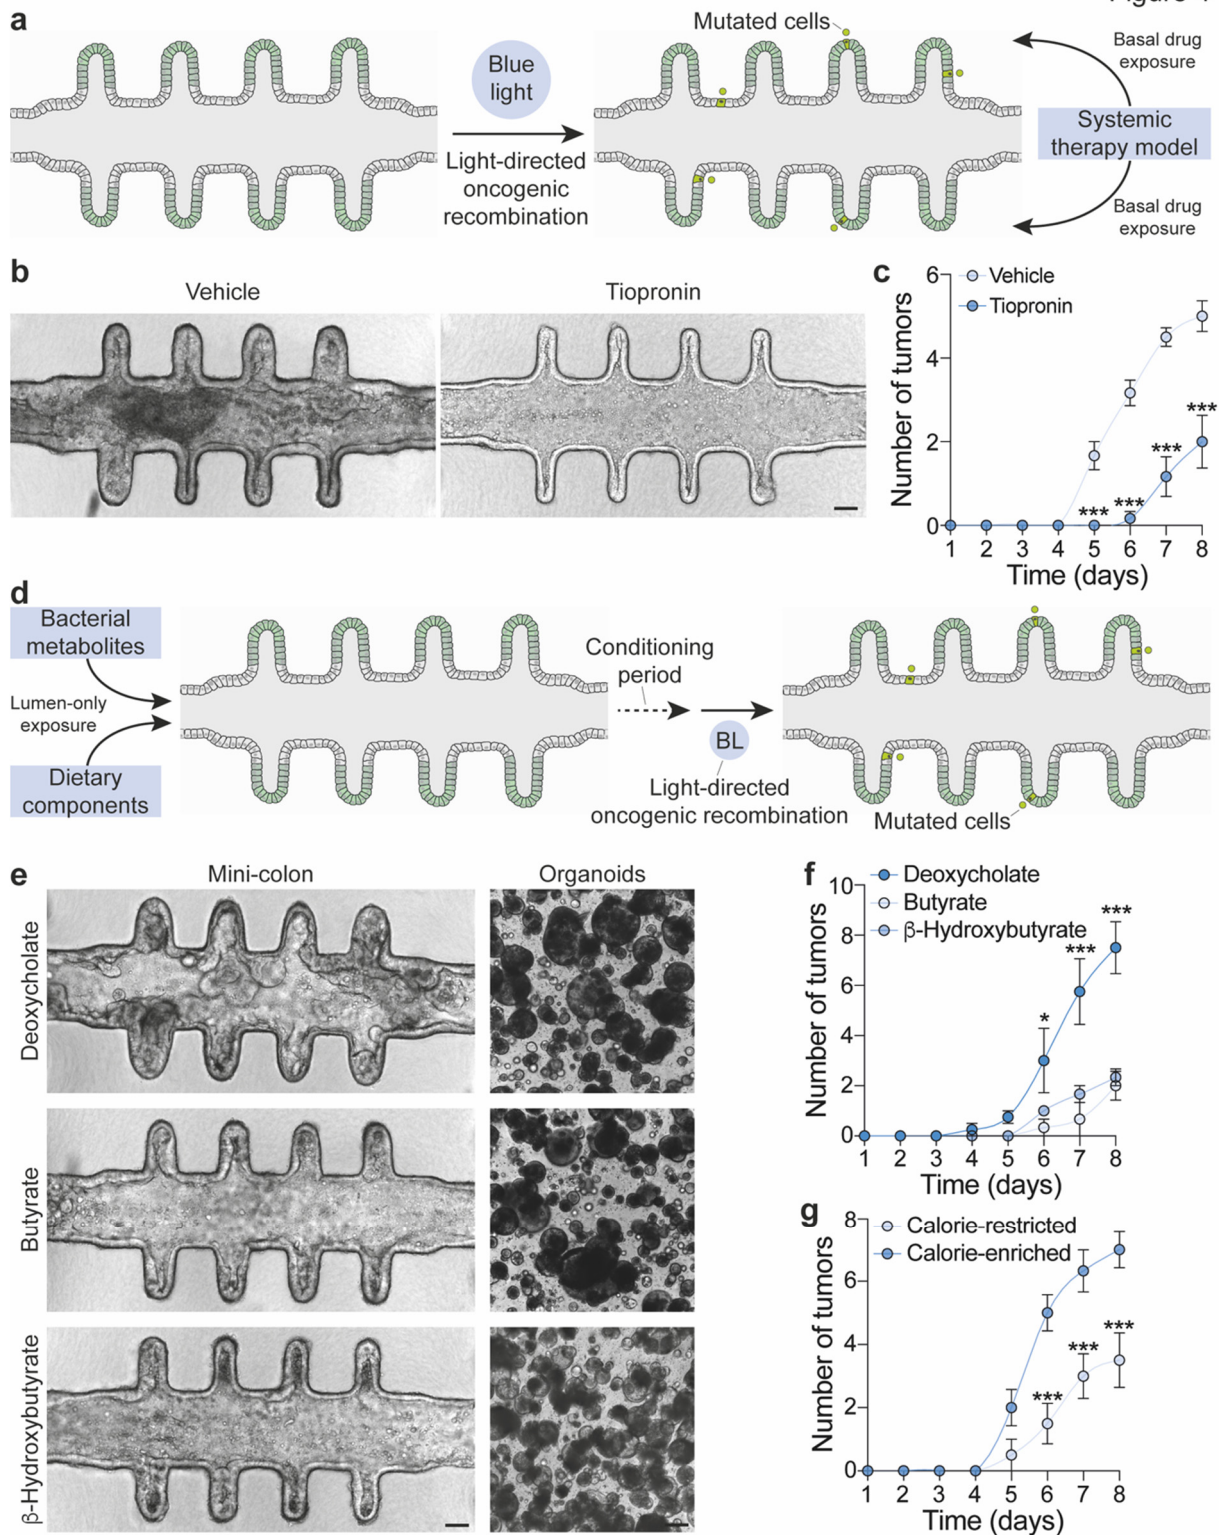 a
Mutated cells
Blue
light
Light-directed
oncogenic
recombination
Basal drug
exposure
Systemic
therapy model
Basal drug
exposure
b
Vehicle
Tiopronin
c
Vehicle
Tiopronin
Number of tumors
6
4
2
0
***
***
***
***
1 2 3 4 5 6 7 8
Time (days)
d
Bacterial
metabolites
Lumen-only
exposure
Dietary
components
Conditioning
period
BL
Light-directed
oncogenic recombination
Mutated cells
e
Mini-colon
Organoids
Deoxycholate
Butyrate
β-Hydroxybutyrate
f
Deoxycholate
Butyrate
β-Hydroxybutyrate
Number of tumors
10
8
6
4
2
0
*
***
***
1 2 3 4 5 6 7 8
Time (days)
g
Calorie-restricted
Calorie-enriched
Number of tumors
8
6
4
2
0
***
***
***
1 2 3 4 5 6 7 8
Time (days)